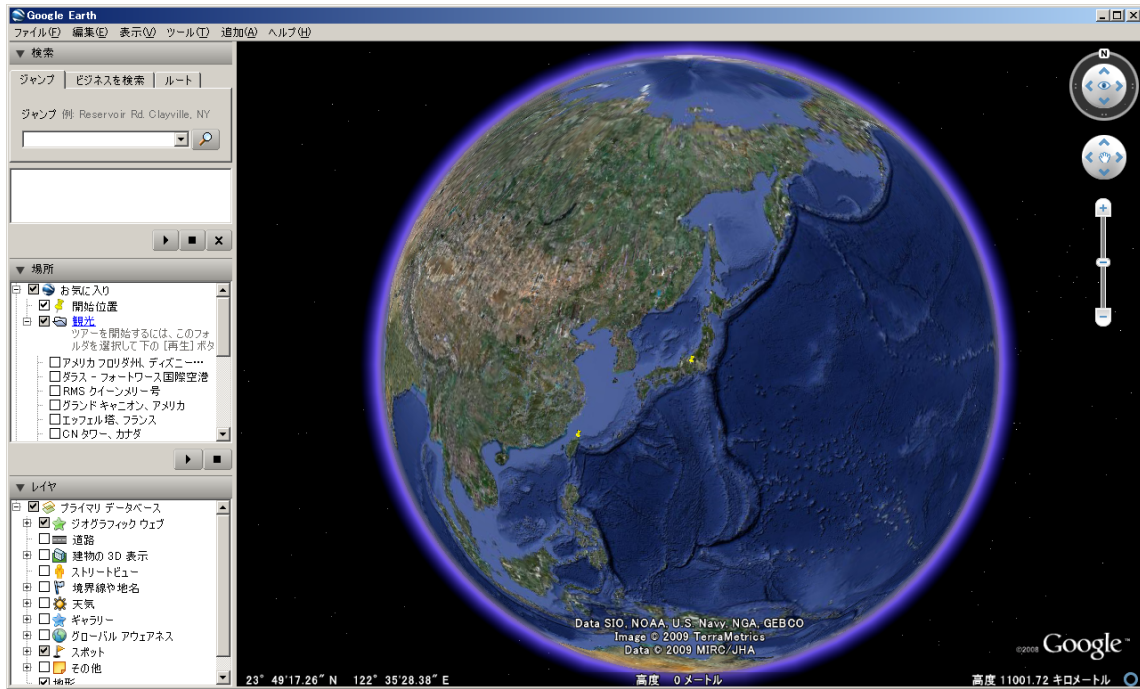 Google Earth
ファイル(F) 編集(E) 表示(V) ツール(T) 追加(A) ヘルプ(H)
▼ 検索
ジャンプ ビジネスを検索 ルート
ジャンプ 例: Reservoir Rd. Clayville, NY
▼ 場所
お気に入り
開始位置
観光
ツアーを開始するには、このフォ
ルダを選択して下の [再生] ボタ
アメリカ フロリダ州、ディズニー…
ダラス - フォートワース国際空港
RMS クイーンメリー号
グランド キャニオン、アメリカ
エッフェル塔、フランス
CN タワー、カナダ
▼ レイヤ
プライマリ データベース
ジオグラフィック ウェブ
道路
建物の 3D 表示
ストリートビュー
境界線や地名
天気
ギャラリー
グローバル アウェアネス
スポット
その他
地形
N
Data SIO, NOAA, U.S. Navy, NGA, GEBCO
Image © 2009 TerraMetrics
Data © 2009 MIRC/JHA
©2008 Google™
23° 49'17.26" N 122° 35'28.38" E 高度 0 メートル 高度 11001.72 キロメートル